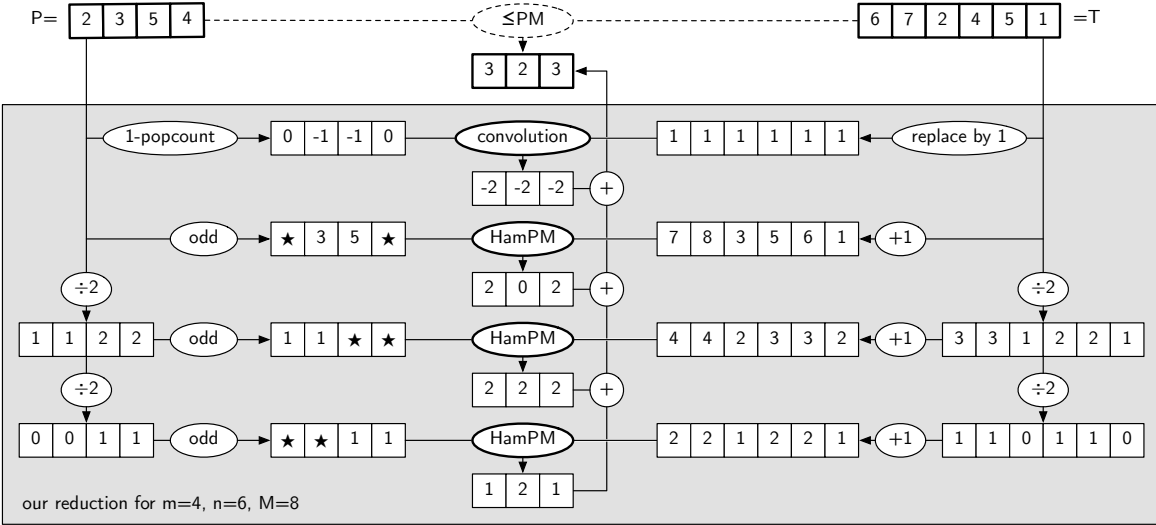 P= 2 3 5 4 ≤PM 6 7 2 4 5 1 =T
3 2 3
1-popcount 0 -1 -1 0 convolution 1 1 1 1 1 1 replace by 1
-2 -2 -2 +
odd ★ 3 5 ★ HamPM 7 8 3 5 6 1 +1
÷2 2 0 2 + ÷2
1 1 2 2 odd 1 1 ★ ★ HamPM 4 4 2 3 3 2 +1 3 3 1 2 2 1
÷2 2 2 2 + ÷2
0 0 1 1 odd ★ ★ 1 1 HamPM 2 2 1 2 2 1 +1 1 1 0 1 1 0
1 2 1
our reduction for m=4, n=6, M=8